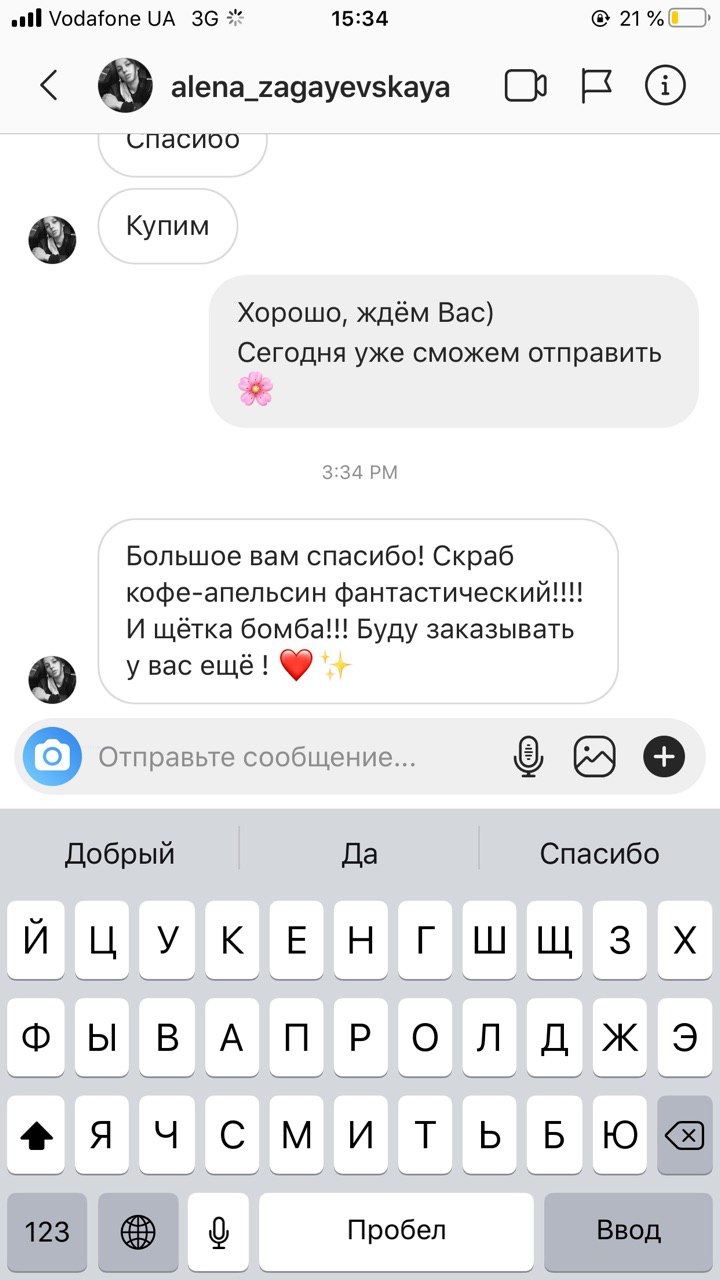 Vodafone UA 3G 15:34 21 %
alena_zagayevskaya
Спасибо
Купим
Хорошо, ждём Вас)
Сегодня уже сможем отправить
🌸
3:34 PM
Большое вам спасибо! Скраб
кофе-апельсин фантастический!!!!
И щётка бомба!!! Буду заказывать
у вас ещё ! ❤️✨
Отправьте сообщение...
Добрый Да Спасибо
Й Ц У К Е Н Г Ш Щ З Х
Ф Ы В А П Р О Л Д Ж Э
Я Ч С М И Т Ь Б Ю
123 Пробел Ввод